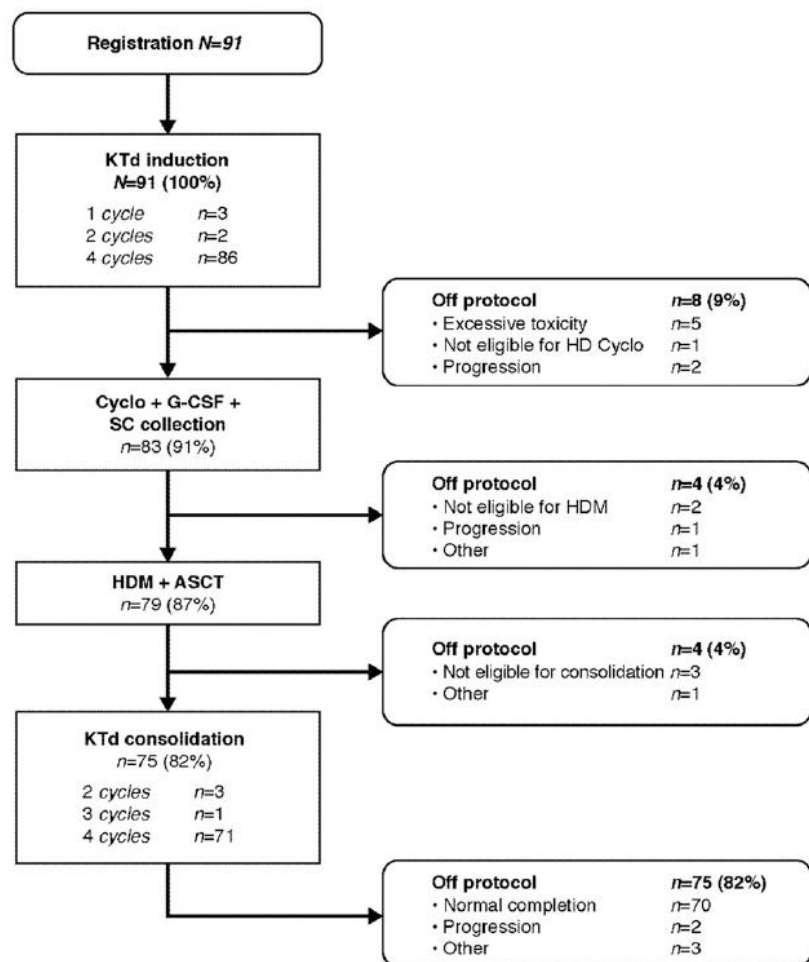 Registration N=91
KTd induction
N=91 (100%)
1 cycle n=3
2 cycles n=2
4 cycles n=86
Off protocol n=8 (9%)
• Excessive toxicity n=5
• Not eligible for HD Cyclo n=1
• Progression n=2
Cyclo + G-CSF +
SC collection
n=83 (91%)
Off protocol n=4 (4%)
• Not eligible for HDM n=2
• Progression n=1
• Other n=1
HDM + ASCT
n=79 (87%)
Off protocol n=4 (4%)
• Not eligible for consolidation n=3
• Other n=1
KTd consolidation
n=75 (82%)
2 cycles n=3
3 cycles n=1
4 cycles n=71
Off protocol n=75 (82%)
• Normal completion n=70
• Progression n=2
• Other n=3